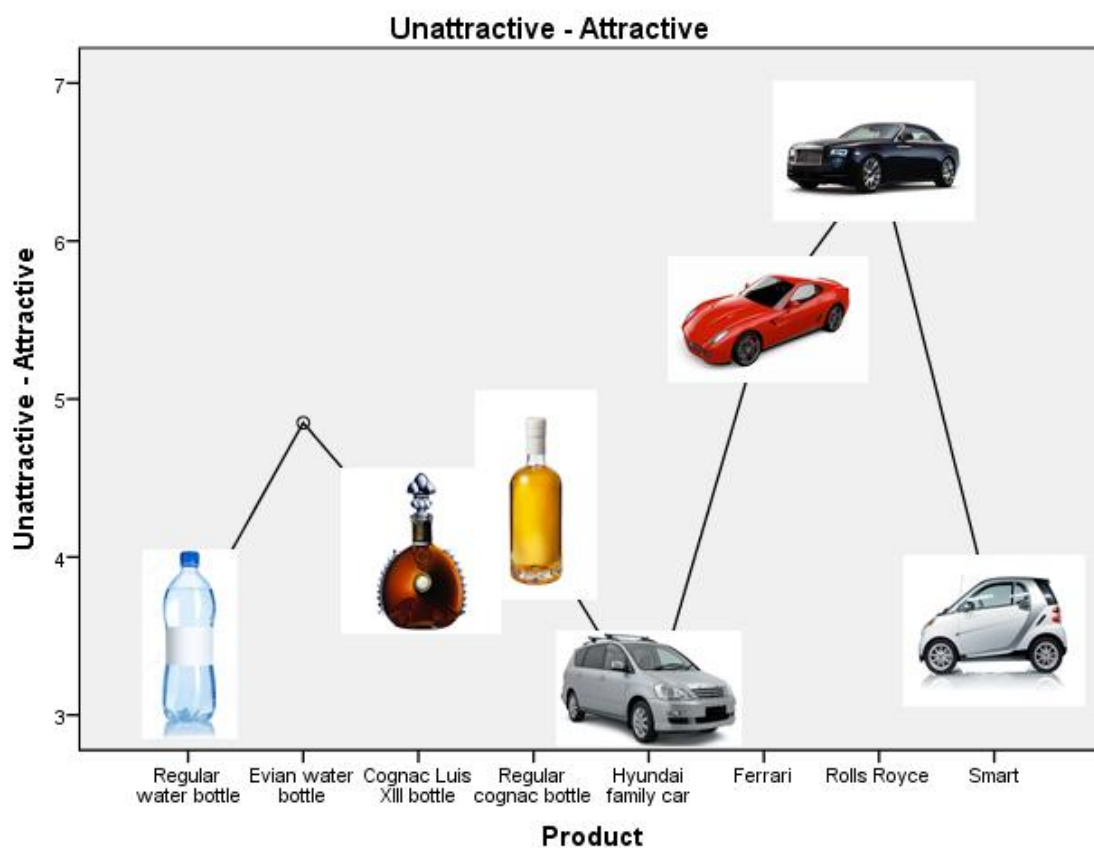 Unattractive - Attractive
Unattractive - Attractive
7
6
5
4
3
Regular
water bottle
Evian water
bottle
Cognac Luis
XIII bottle
Regular
cognac bottle
Hyundai
family car
Ferrari
Rolls Royce
Smart
Product